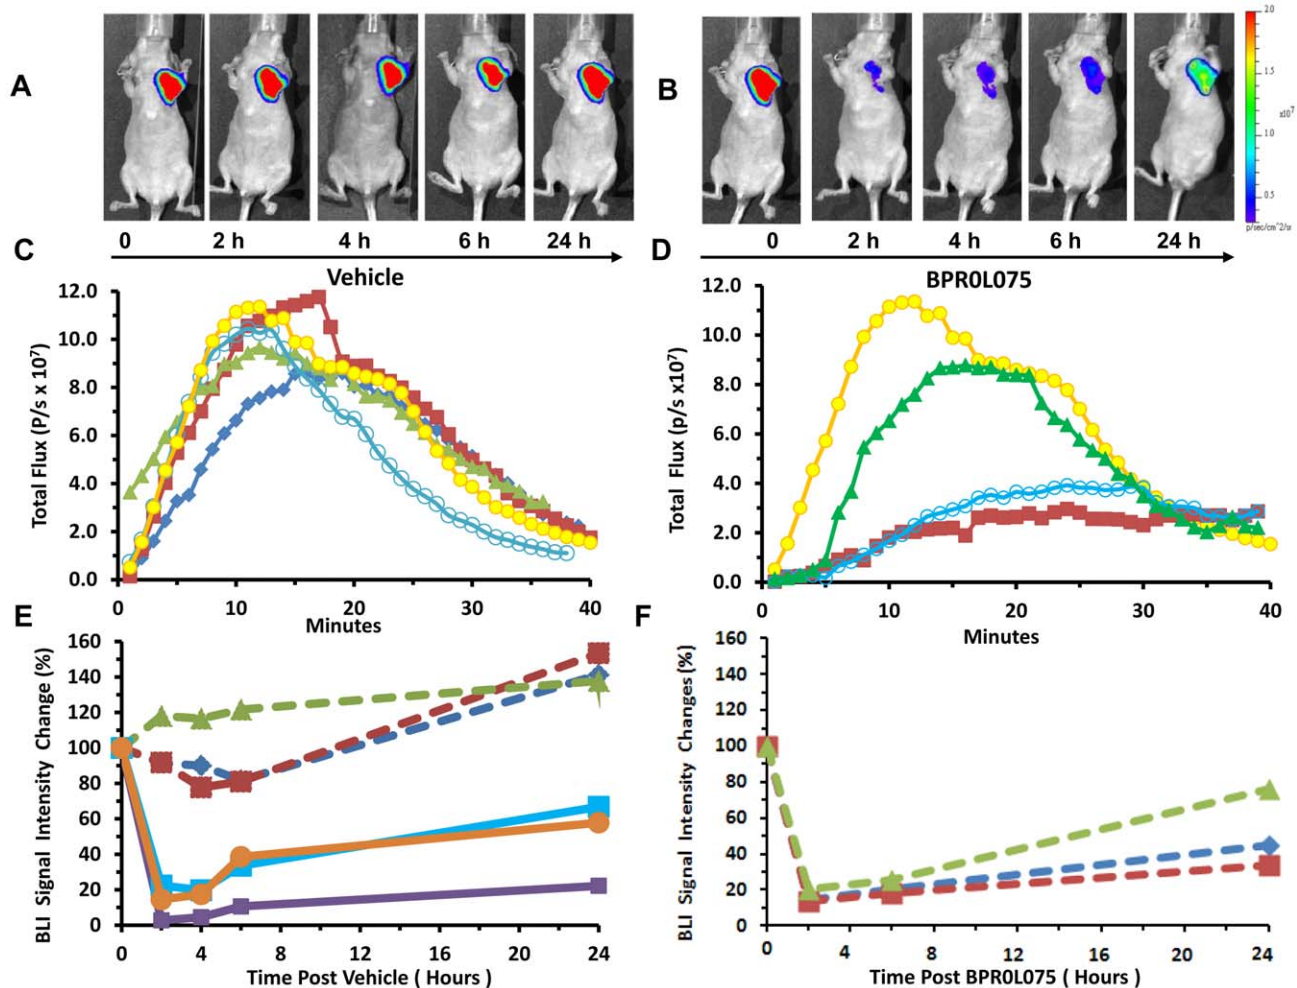 A
B
2.0
1.5
x10⁷
1.0
0.5
p/sec/cm^2/s
0 2 h 4 h 6 h 24 h
0 2 h 4 h 6 h 24 h
C
Vehicle
D
BPR0L075
Total Flux (P/s x 10⁷)
12.0
10.0
8.0
6.0
4.0
2.0
0.0
0 10 20 30 40
Minutes
Total Flux (p/s x10⁷)
12.0
10.0
8.0
6.0
4.0
2.0
0.0
0 10 20 30 40
Minutes
E
BLI Signal Intensity Change (%)
160
140
120
100
80
60
40
20
0
0 4 8 12 16 20 24
Time Post Vehicle ( Hours )
F
BLI Signal Intensity Changes (%)
160
140
120
100
80
60
40
20
0
0 4 8 12 16 20 24
Time Post BPR0L075 ( Hours )